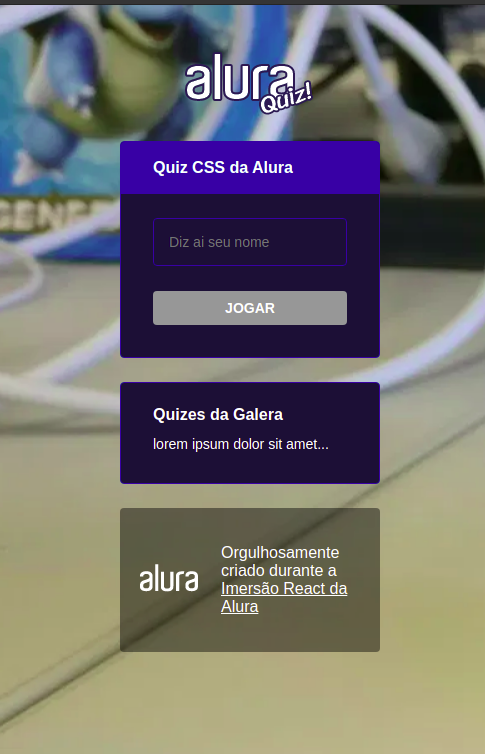 alura
Quiz!
Quiz CSS da Alura
Diz ai seu nome
JOGAR
Quizes da Galera
lorem ipsum dolor sit amet...
alura
Orgulhosamente
criado durante a
Imersão React da
Alura